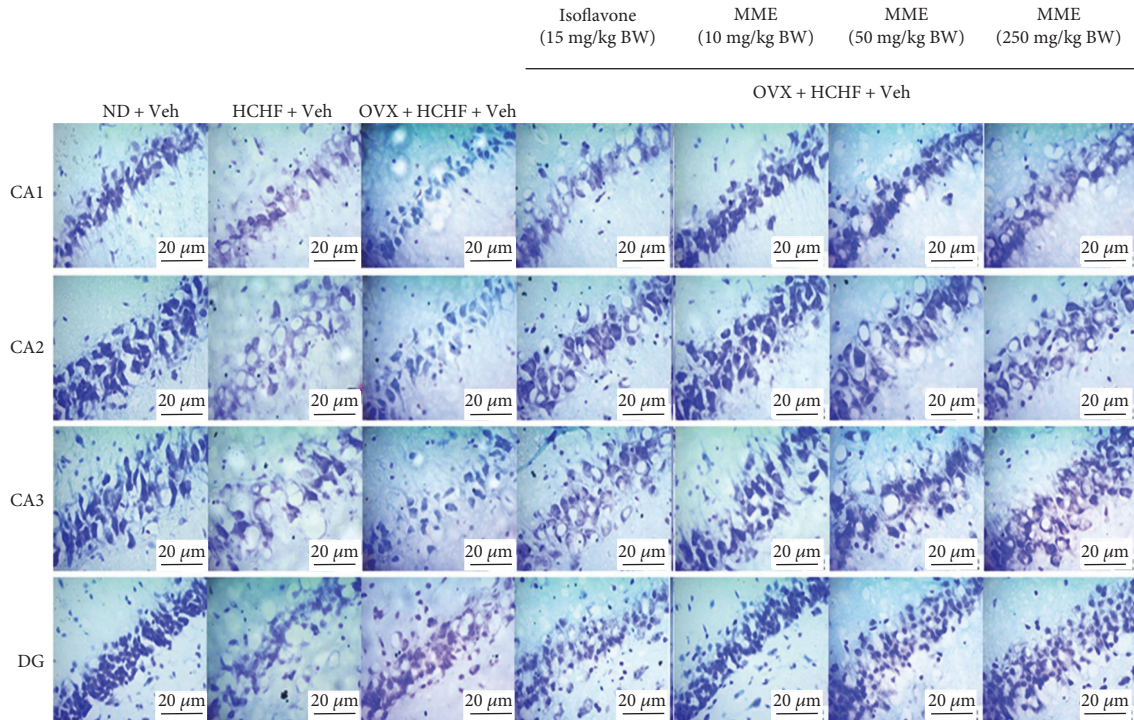 Isoflavone MME MME MME
(15 mg/kg BW) (10 mg/kg BW) (50 mg/kg BW) (250 mg/kg BW)
OVX + HCHF + Veh
ND + Veh HCHF + Veh OVX + HCHF + Veh
CA1
20 μm 20 μm 20 μm 20 μm 20 μm 20 μm 20 μm
CA2
20 μm 20 μm 20 μm 20 μm 20 μm 20 μm 20 μm
CA3
20 μm 20 μm 20 μm 20 μm 20 μm 20 μm 20 μm
DG
20 μm 20 μm 20 μm 20 μm 20 μm 20 μm 20 μm